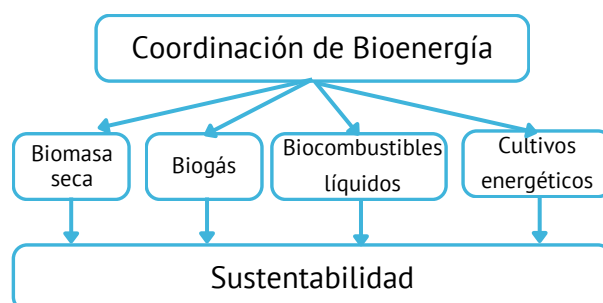 Coordinación de Bioenergía
Biomasa
seca
Biogás
Biocombustibles
líquidos
Cultivos
energéticos
Sustentabilidad